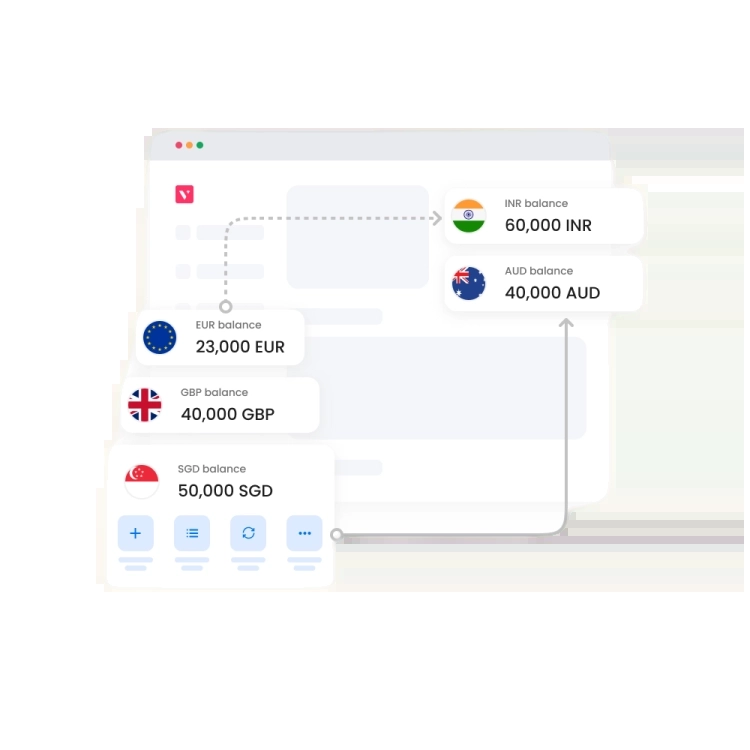 INR balance
60,000 INR
AUD balance
40,000 AUD
EUR balance
23,000 EUR
GBP balance
40,000 GBP
SGD balance
50,000 SGD